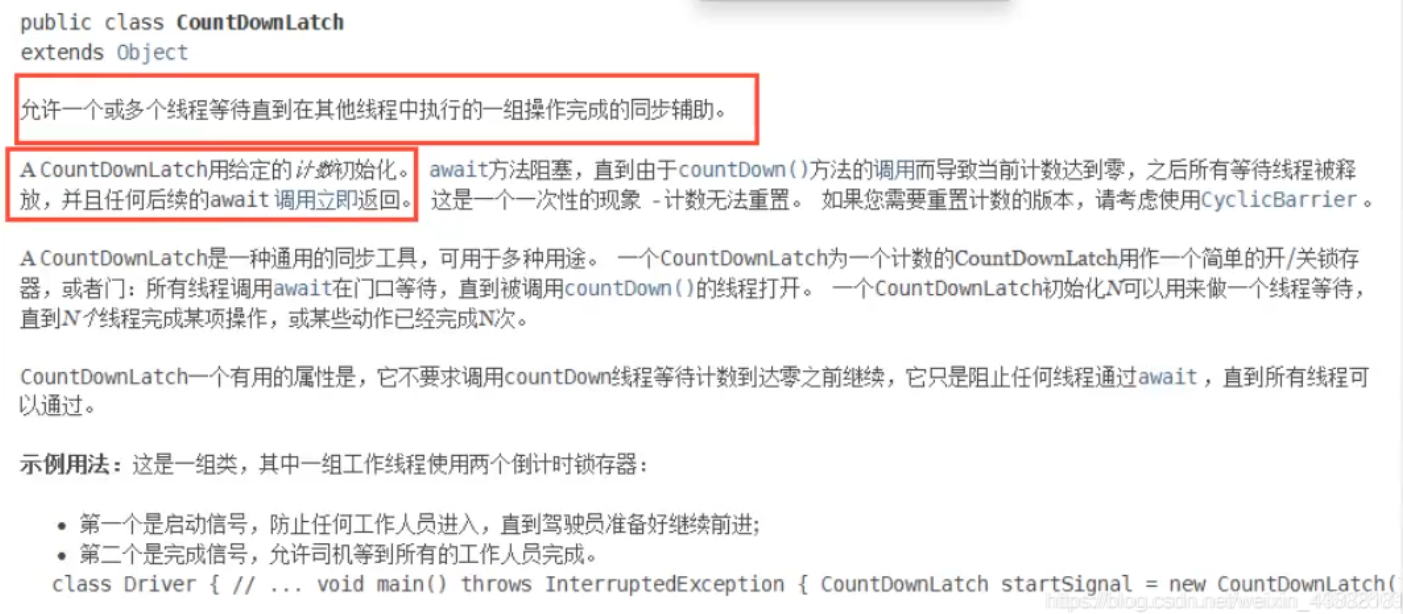 public class CountDownLatch
extends Object
允许一个或多个线程等待直到在其他线程中执行的一组操作完成的同步辅助。
A CountDownLatch用给定的计数初始化。 await方法阻塞，直到由于countDown()方法的调用而导致当前计数达到零，之后所有等待线程被释
放，并且任何后续的await 调用立即返回。 这是一个一次性的现象 - 计数无法重置。 如果您需要重置计数的版本，请考虑使用CyclicBarrier 。
A CountDownLatch是一种通用的同步工具，可用于多种用途。 一个CountDownLatch为一个计数的CountDownLatch用作一个简单的开/关锁存
器，或者门：所有线程调用await在门口等待，直到被调用countDown()的线程打开。 一个CountDownLatch初始化N可以用来做一个线程等待，
直到N个线程完成某项操作，或某些动作已经完成N次。
CountDownLatch一个有用的属性是，它不要求调用countDown线程等待计数到达零之前继续，它只是阻止任何线程通过await ，直到所有线程可
以通过。
示例用法：这是一组类，其中一组工作线程使用两个倒计时锁存器：
• 第一个是启动信号，防止任何工作人员进入，直到驾驶员准备好继续前进;
• 第二个是完成信号，允许司机等到所有的工作人员完成。
class Driver { // ... void main() throws InterruptedException { CountDownLatch startSignal = new CountDownLatch(